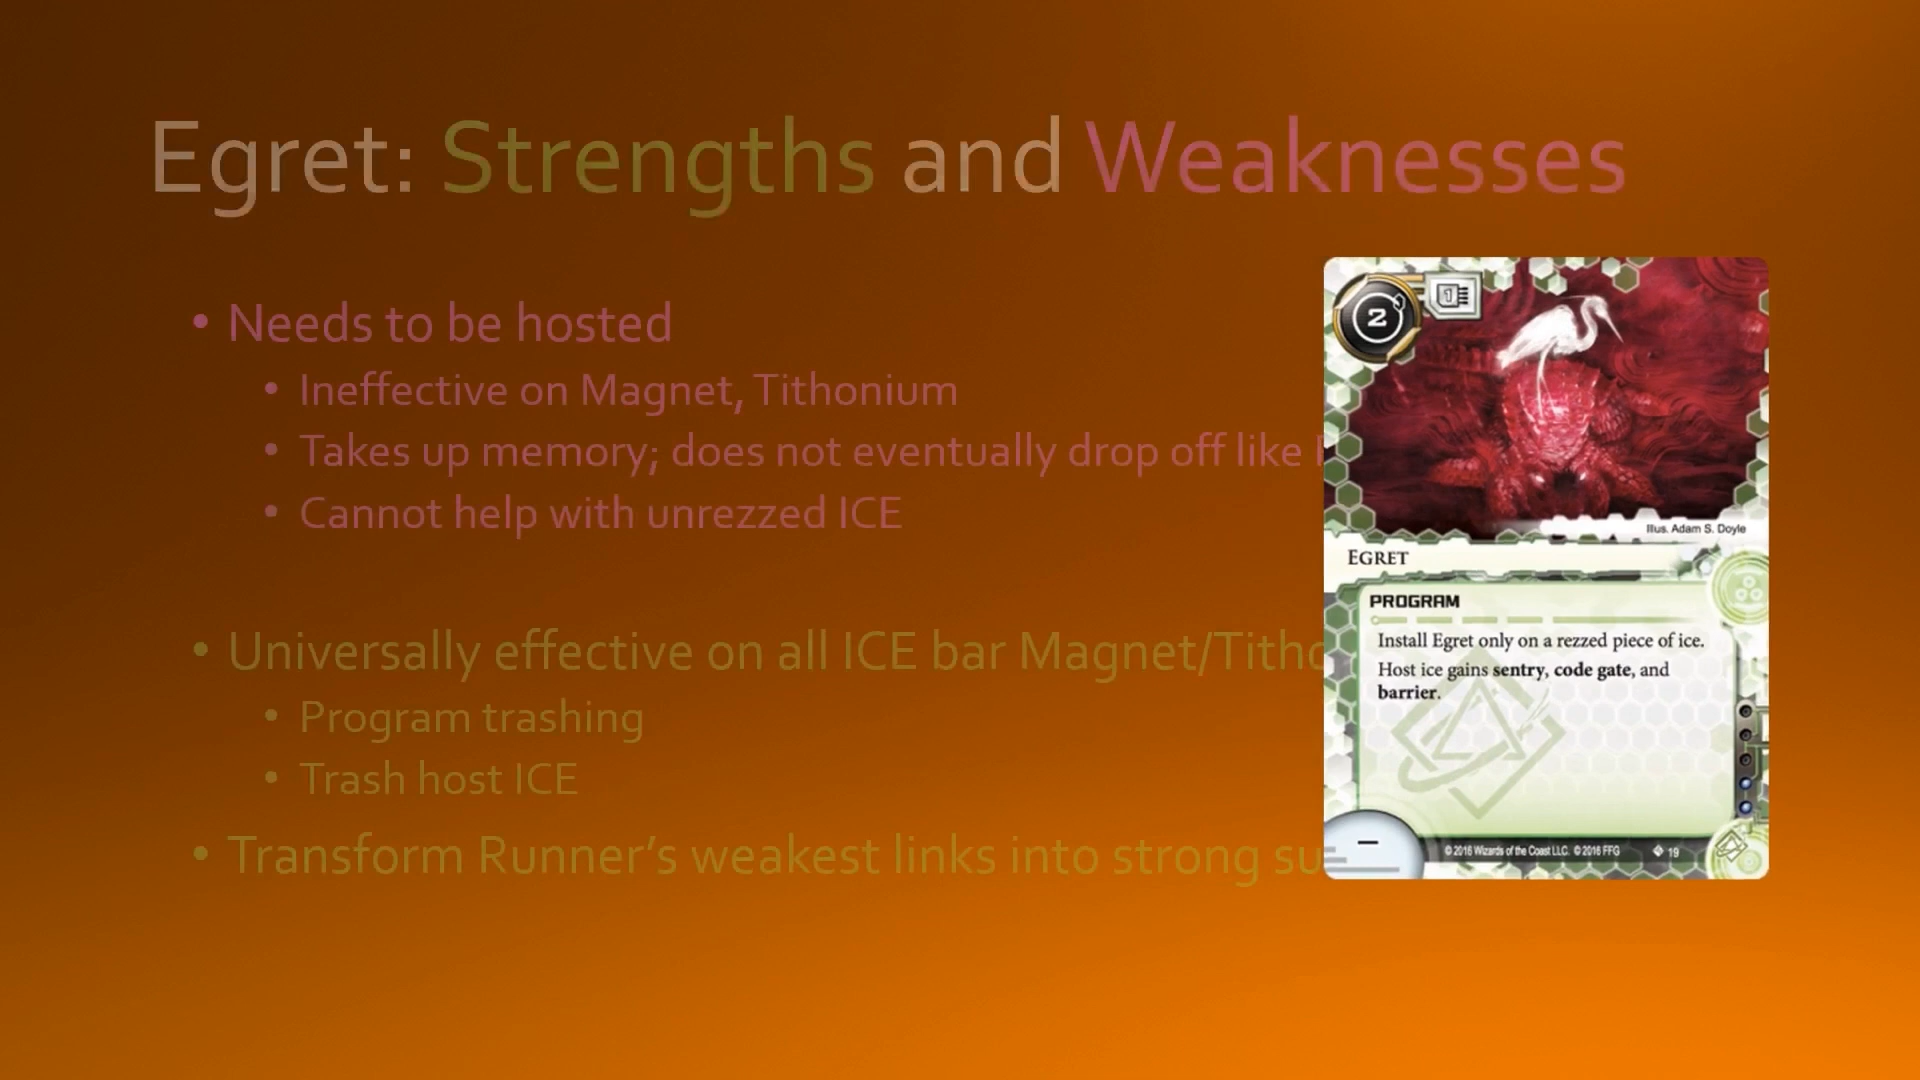 Egret: Strengths and Weaknesses
• Needs to be hosted
• Ineffective on Magnet, Tithonium
• Takes up memory; does not eventually drop off like
• Cannot help with unrezzed ICE
• Universally effective on all ICE bar
• Program trashing
• Trash host ICE
• Transform Runner's weakest links into strong
2
1
Illus. Adam S. Doyle
EGRET
PROGRAM
Install Egret only on a rezzed piece of ice.
Host ice gains sentry, code gate, and
barrier.
–
© 2016 Wizards of the Coast LLC. © 2016 FFG
19